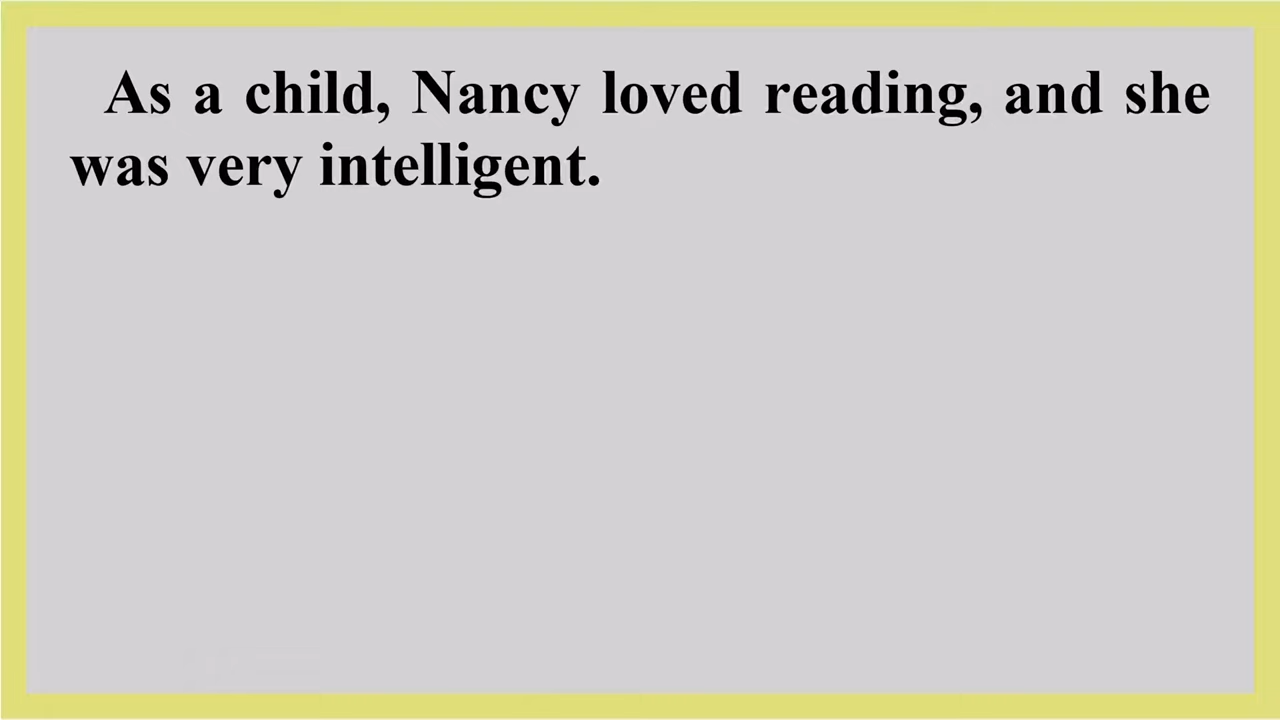 As a child, Nancy loved reading, and she
was very intelligent.